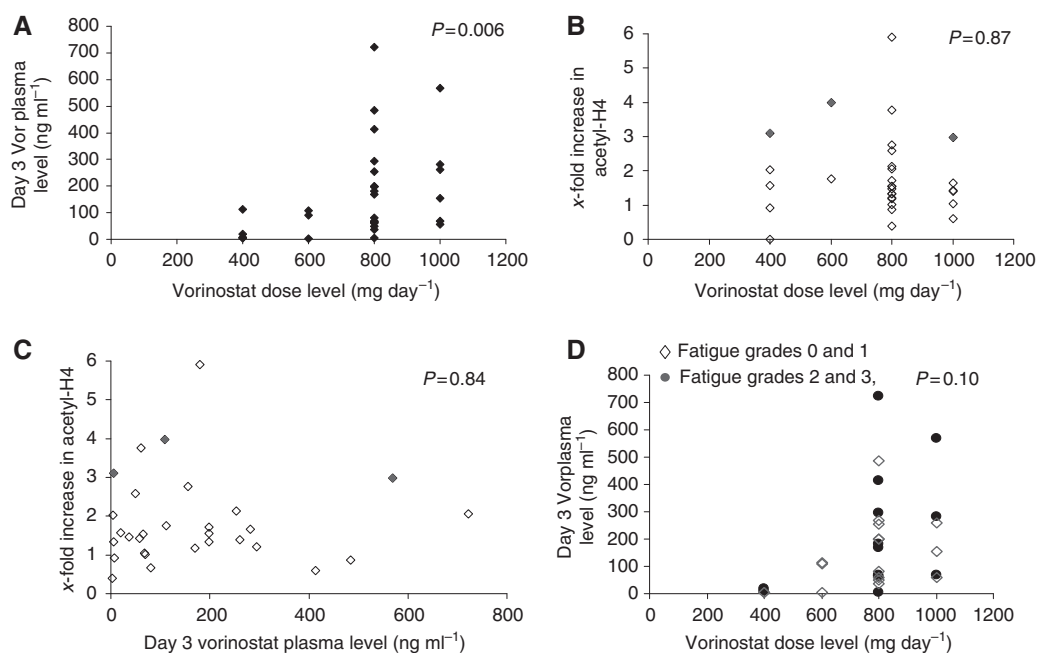 A
P=0.006
Day 3 Vor plasma
level (ng ml⁻¹)
800
700
600
500
400
300
200
100
0
0 200 400 600 800 1000 1200
Vorinostat dose level (mg day⁻¹)
B
P=0.87
x-fold increase in
acetyl-H4
6
5
4
3
2
1
0
0 200 400 600 800 1000 1200
Vorinostat dose level (mg day⁻¹)
C
P=0.84
x-fold increase in acetyl-H4
6
5
4
3
2
1
0
0 200 400 600 800
Day 3 vorinostat plasma level (ng ml⁻¹)
D
Fatigue grades 0 and 1
Fatigue grades 2 and 3,
P=0.10
Day 3 Vorplasma
level (ng ml⁻¹)
800
700
600
500
400
300
200
100
0
0 200 400 600 800 1000 1200
Vorinostat dose level (mg day⁻¹)